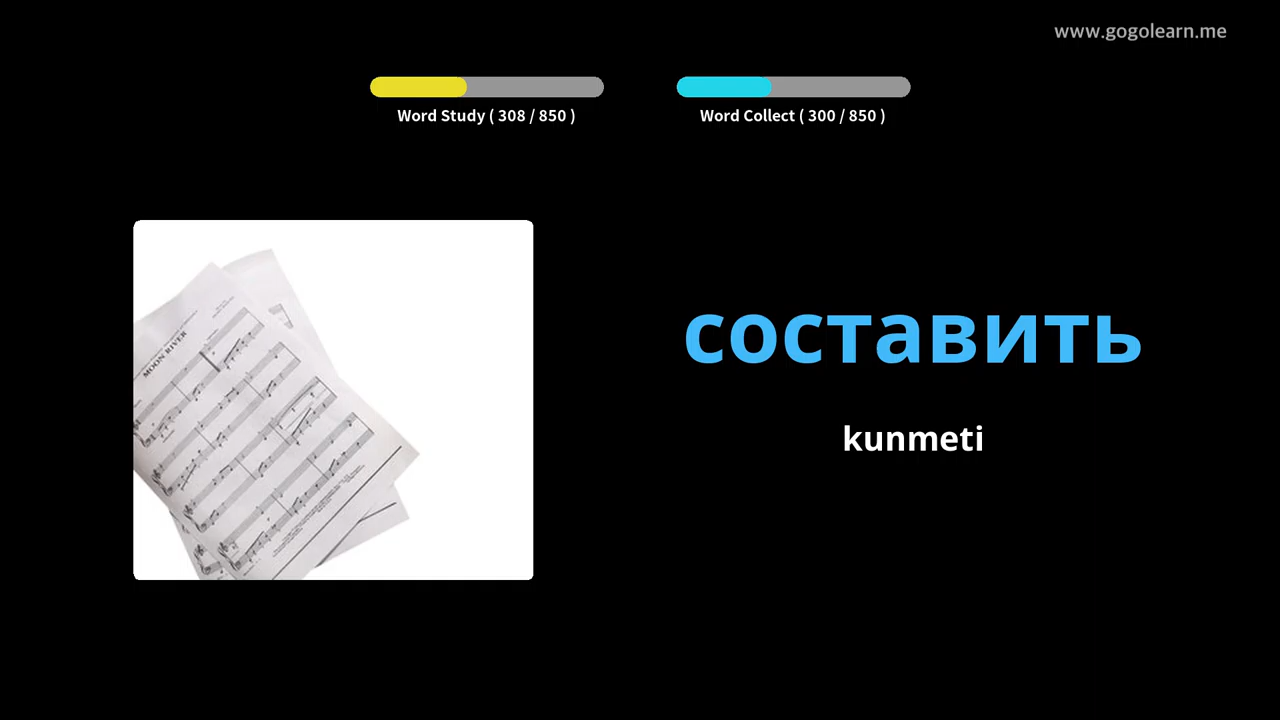 www.gogolearn.me
Word Study ( 308 / 850 )
Word Collect ( 300 / 850 )
MOON RIVER
составить
kunmeti